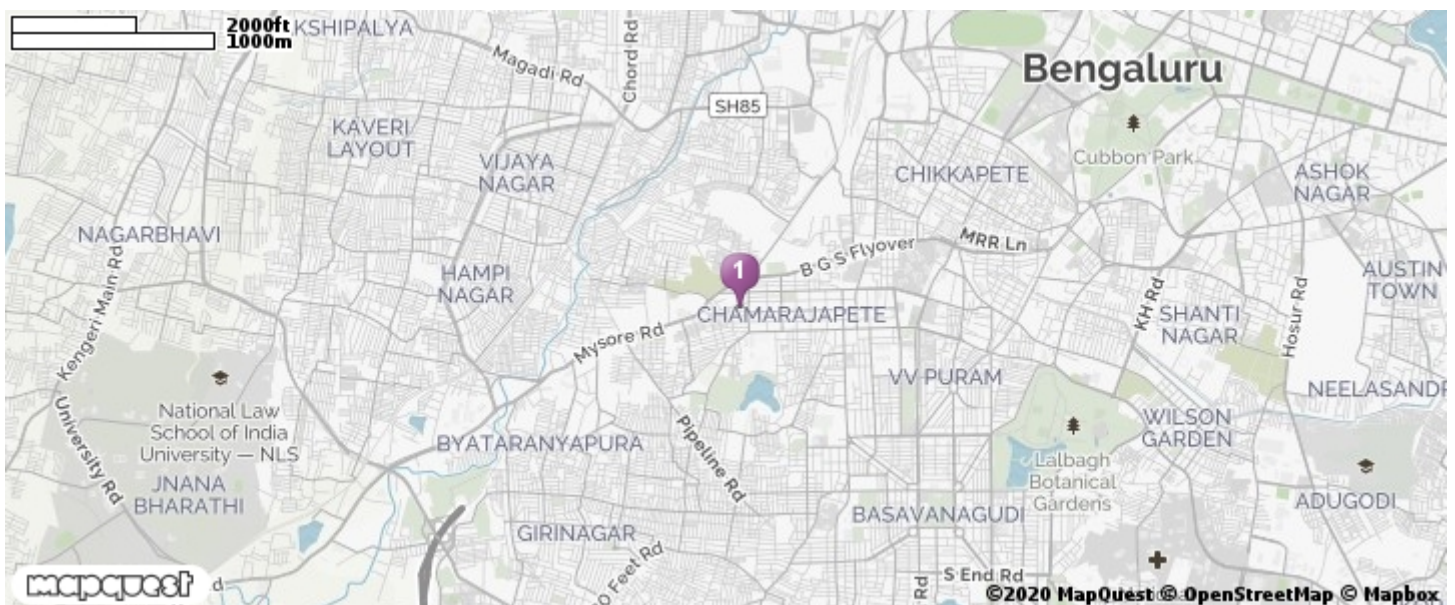 2000ft
1000m
KSHIPALYA
Magadi Rd
Chord Rd
SH85
Bengaluru
Cubbon Park
KAVERI
LAYOUT
VIJAYA
NAGAR
CHIKKAPETE
ASHOK
NAGAR
NAGARBHAVI
Kengeri Main Rd
HAMPI
NAGAR
1
B G S Flyover
MRR Ln
AUSTIN
TOWN
KH Rd
SHANTI
NAGAR
Hosur Rd
CHAMARAJAPETE
Mysore Rd
VV PURAM
NEELASAND
National Law
School of India
University — NLS
University Rd
JNANA
BHARATHI
BYATARANYAPURA
Pipeline Rd
WILSON
GARDEN
Lalbagh
Botanical
Gardens
ADUGODI
GIRINAGAR
BASAVANAGUDI
0 Feet Rd
S End Rd
Rd
d
mapquest
©2020 MapQuest © OpenStreetMap © Mapbox